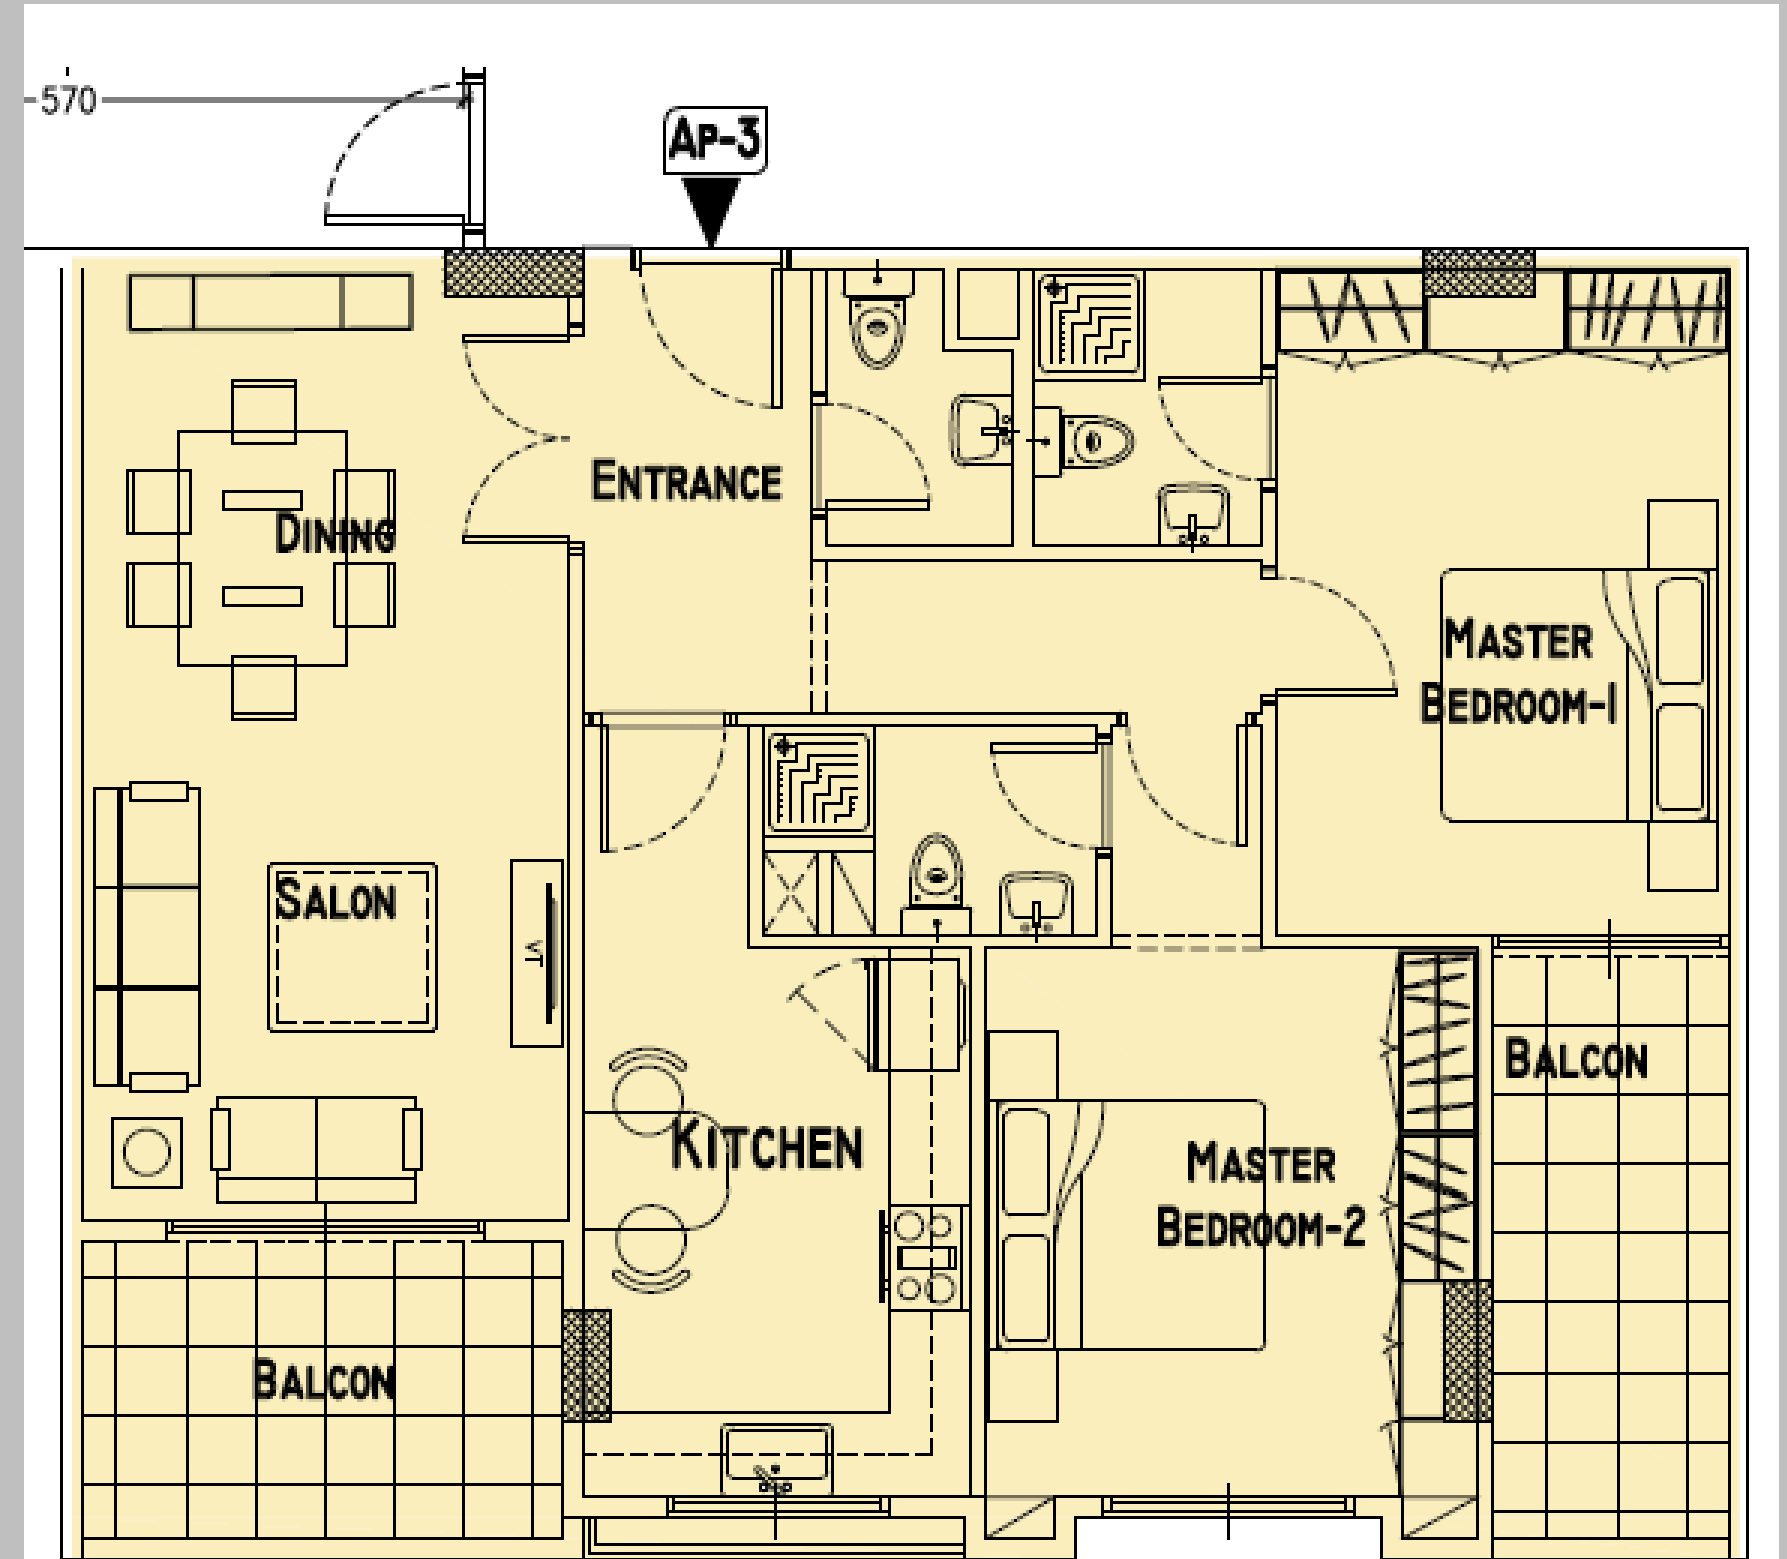 570
AP-3
ENTRANCE
DINING
MASTER
BEDROOM-1
SALON
TV
BALCON
KITCHEN
MASTER
BEDROOM-2
BALCON